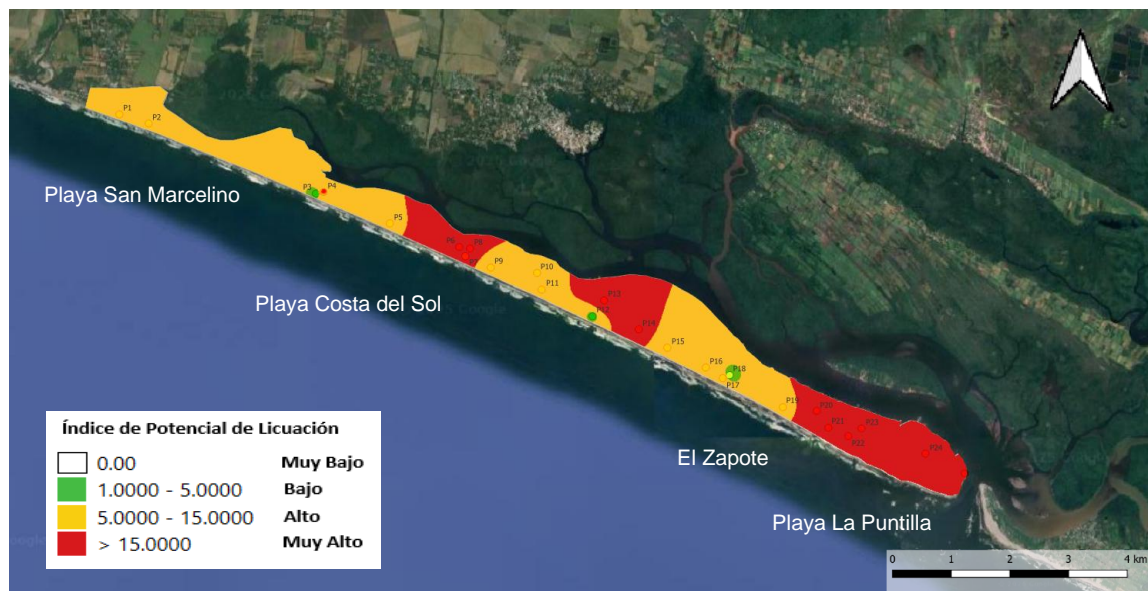 P1
P2
Playa San Marcelino
P3
P4
P5
P6
P8
P9
P10
P11
Playa Costa del Sol
P12
P13
P14
P15
P16
P18
P17
P19
P20
P21
P23
P22
P24
El Zapote
Playa La Puntilla
Índice de Potencial de Licuación
0.00 Muy Bajo
1.0000 - 5.0000 Bajo
5.0000 - 15.0000 Alto
> 15.0000 Muy Alto
0 1 2 3 4 km